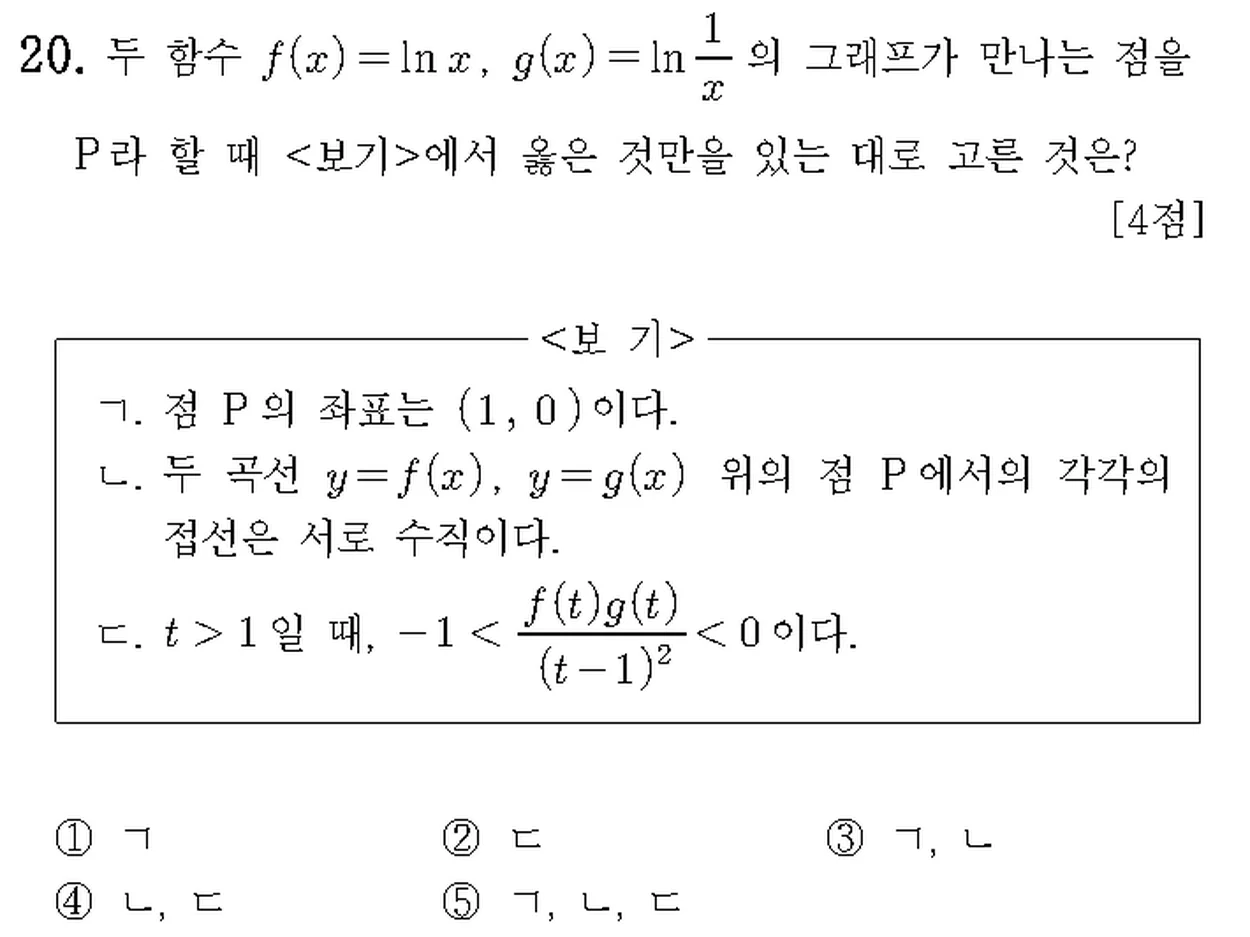 20. 두 함수 f(x)=ln x, g(x)=ln 1/x 의 그래프가 만나는 점을
P라 할 때 <보기>에서 옳은 것만을 있는 대로 고른 것은?
[4점]
<보 기>
ㄱ. 점 P의 좌표는 (1, 0)이다.
ㄴ. 두 곡선 y=f(x), y=g(x) 위의 점 P에서의 각각의
접선은 서로 수직이다.
ㄷ. t>1일 때, -1< f(t)g(t)/(t-1)² <0이다.
① ㄱ ② ㄷ ③ ㄱ, ㄴ
④ ㄴ, ㄷ ⑤ ㄱ, ㄴ, ㄷ